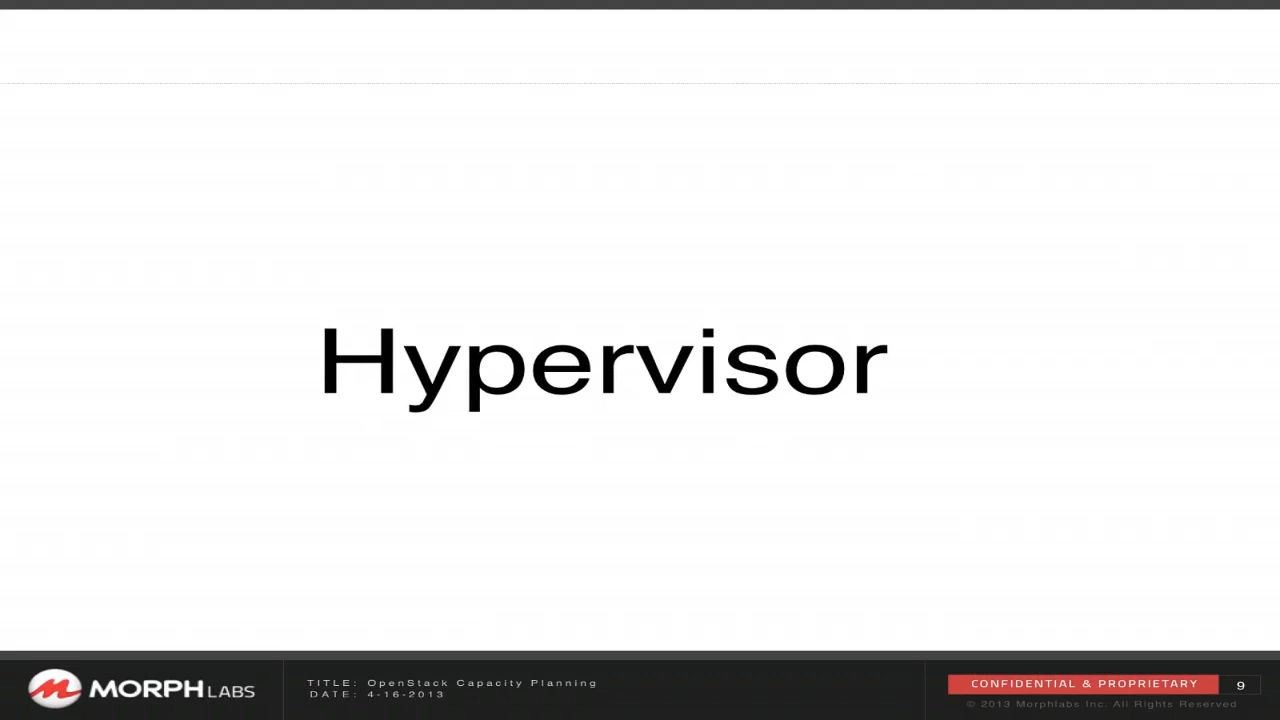 Hypervisor
MORPH LABS
TITLE: OpenStack Capacity Planning
DATE: 4-16-2013
CONFIDENTIAL & PROPRIETARY
9
© 2013 Morphlabs Inc. All Rights Reserved